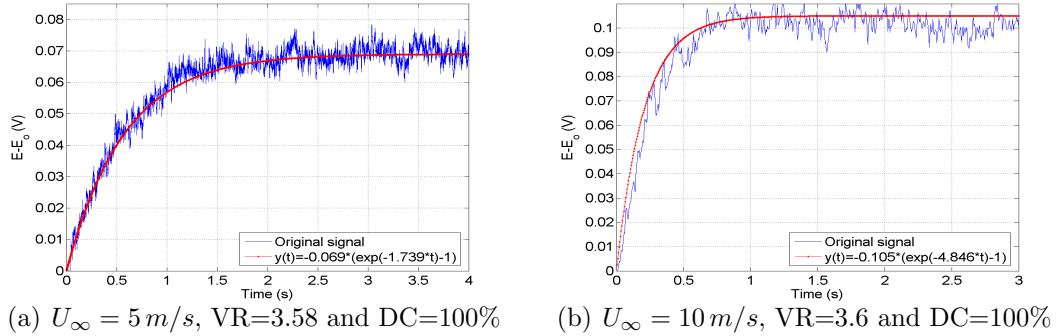 0.08
0.07
0.06
0.05
0.04
0.03
0.02
0.01
0
E-E_o (V)
0 0.5 1 1.5 2 2.5 3 3.5 4
Time (s)
Original signal
y(t)=-0.069*(exp(-1.739*t)-1)
(a) U_∞ = 5 m/s, VR=3.58 and DC=100%
0.1
0.09
0.08
0.07
0.06
0.05
0.04
0.03
0.02
0.01
0
E-E_o (V)
0 0.5 1 1.5 2 2.5 3
Time (s)
Original signal
y(t)=-0.105*(exp(-4.846*t)-1)
(b) U_∞ = 10 m/s, VR=3.6 and DC=100%